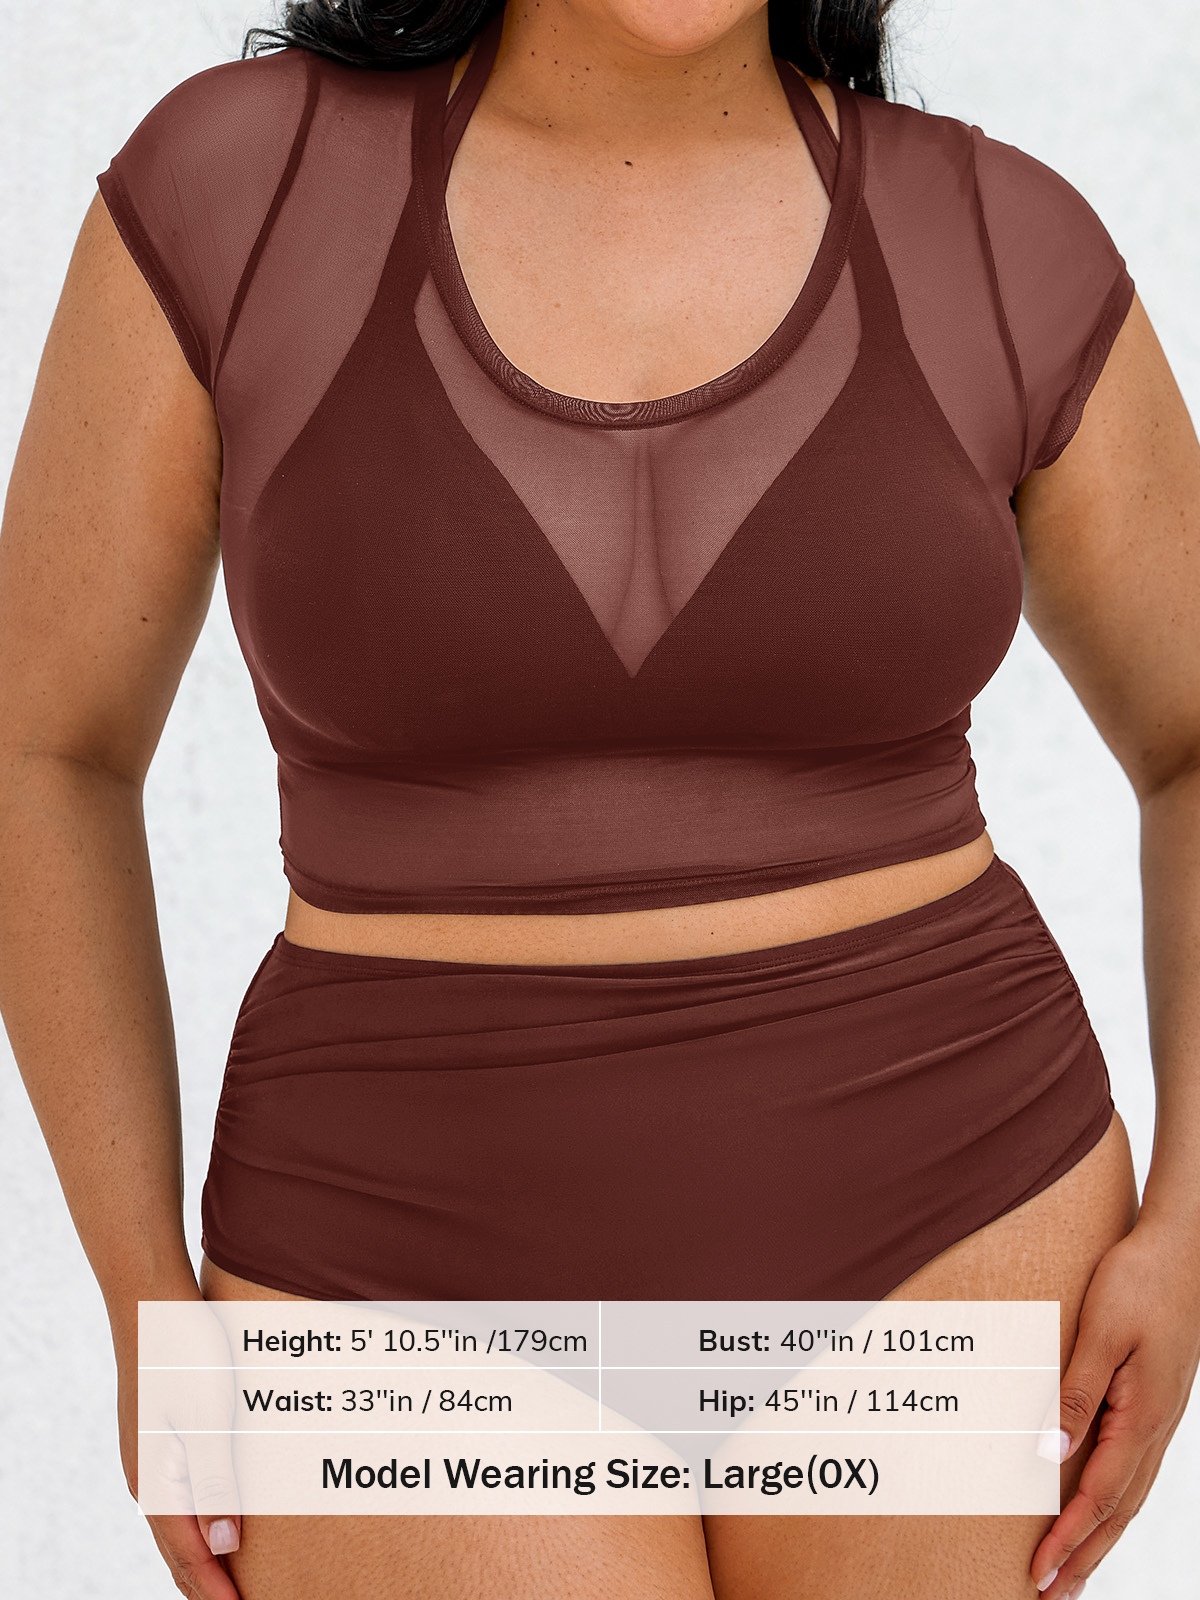 Height: 5' 10.5''in /179cm
Bust: 40''in / 101cm
Waist: 33''in / 84cm
Hip: 45''in / 114cm
Model Wearing Size: Large(0X)